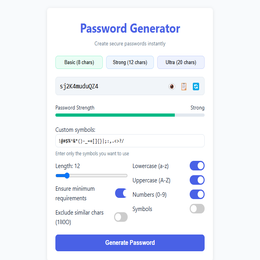 Password Generator
Create secure passwords instantly
Basic (8 chars)
Strong (12 chars)
Ultra (20 chars)
sj2K4muduQZ4
Password Strength
Strong
Custom symbols:
Enter only the symbols you want to use
Length: 12
Lowercase (a-z)
Ensure minimum
requirements
Uppercase (A-Z)
Numbers (0-9)
Exclude similar chars
(1l0O)
Symbols
Generate Password